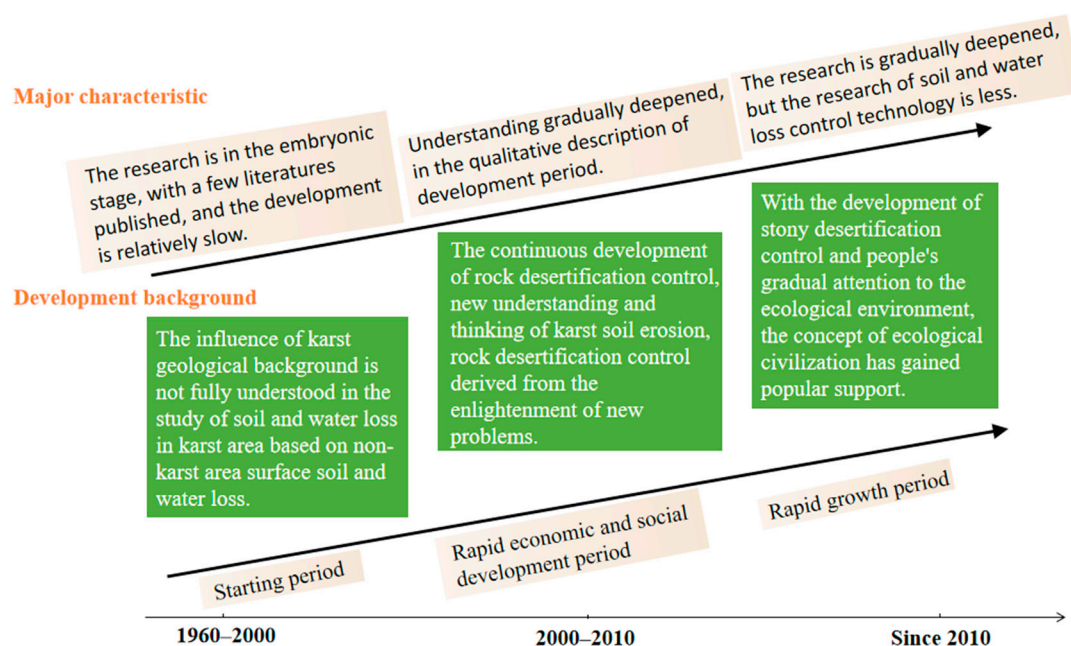 Major characteristic
The research is in the embryonic
stage, with a few literatures
published, and the development
is relatively slow.
Understanding gradually deepened,
in the qualitative description of
development period.
The research is gradually deepened,
but the research of soil and water
loss control technology is less.
Development background
The influence of karst
geological background is
not fully understood in the
study of soil and water loss
in karst area based on non-
karst area surface soil and
water loss.
The continuous development
of rock desertification control,
new understanding and
thinking of karst soil erosion,
rock desertification control
derived from the
enlightenment of new
problems.
With the development of
stony desertification
control and people's
gradual attention to the
ecological environment,
the concept of ecological
civilization has gained
popular support.
Starting period
Rapid economic and social
development period
Rapid growth period
1960–2000
2000–2010
Since 2010